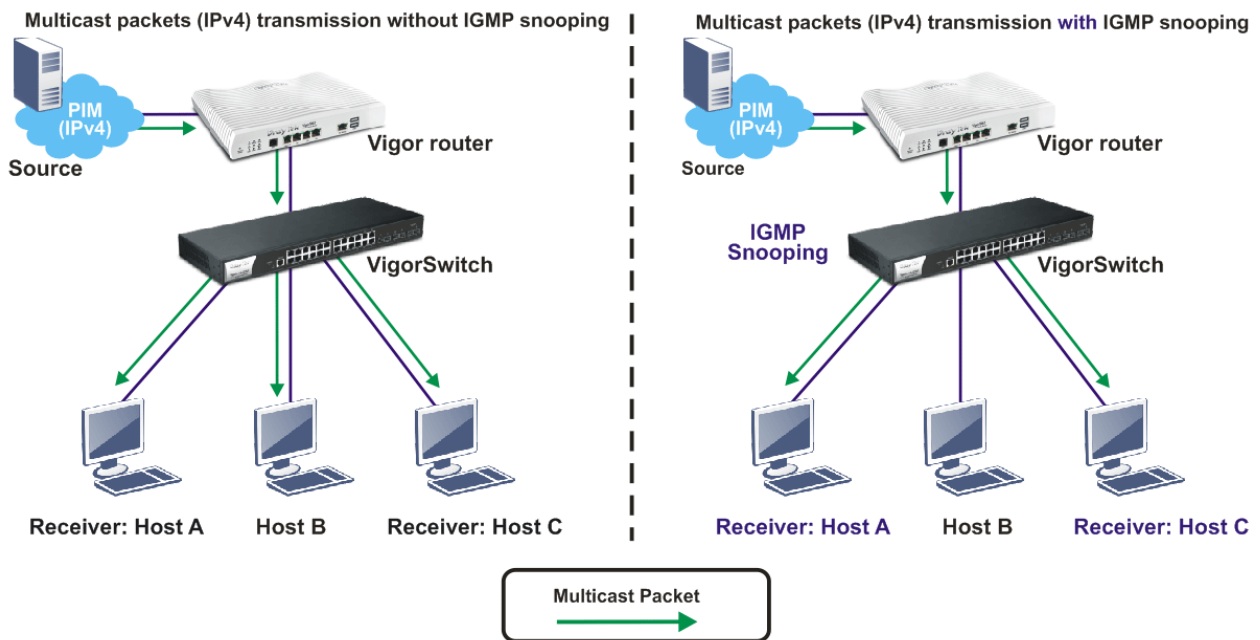 Multicast packets (IPv4) transmission without IGMP snooping
PIM
(IPv4)
Source
Vigor router
VigorSwitch
Receiver: Host A
Host B
Receiver: Host C
Multicast packets (IPv4) transmission with IGMP snooping
PIM
(IPv4)
Source
Vigor router
IGMP
Snooping
VigorSwitch
Receiver: Host A
Host B
Receiver: Host C
Multicast Packet